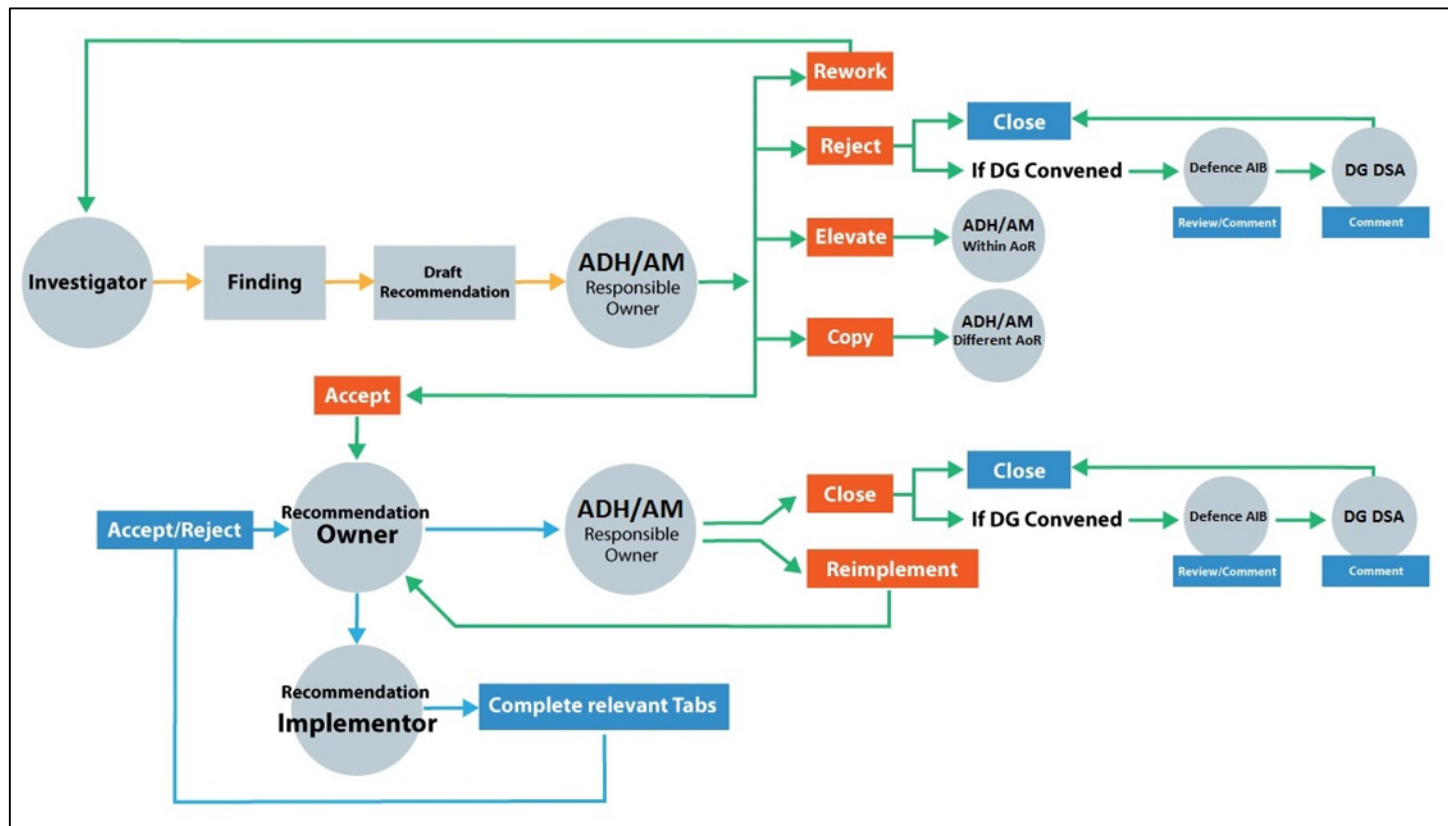 Rework
Close
Reject
If DG Convened
Defence AIB
DG DSA
Review/Comment
Comment
Investigator
Finding
Draft
Recommendation
ADH/AM
Responsible
Owner
Elevate
ADH/AM
Within AoR
Copy
ADH/AM
Different AoR
Accept
Accept/Reject
Recommendation
Owner
ADH/AM
Responsible
Owner
Close
Close
If DG Convened
Defence AIB
DG DSA
Review/Comment
Comment
Reimplement
Recommendation
Implementor
Complete relevant Tabs